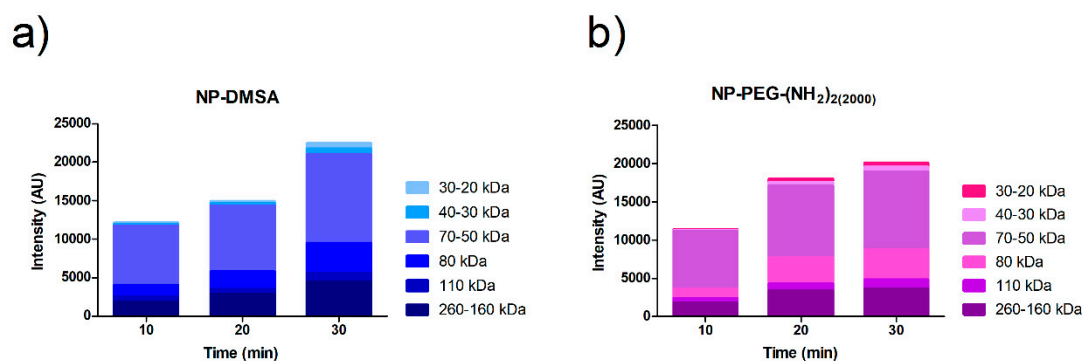 a)
NP-DMSA
25000
20000
15000
10000
5000
0
Intensity (AU)
10 20 30
Time (min)
30-20 kDa
40-30 kDa
70-50 kDa
80 kDa
110 kDa
260-160 kDa
b)
NP-PEG-(NH₂)₂₍₂₀₀₀₎
25000
20000
15000
10000
5000
0
Intensity (AU)
10 20 30
Time (min)
30-20 kDa
40-30 kDa
70-50 kDa
80 kDa
110 kDa
260-160 kDa